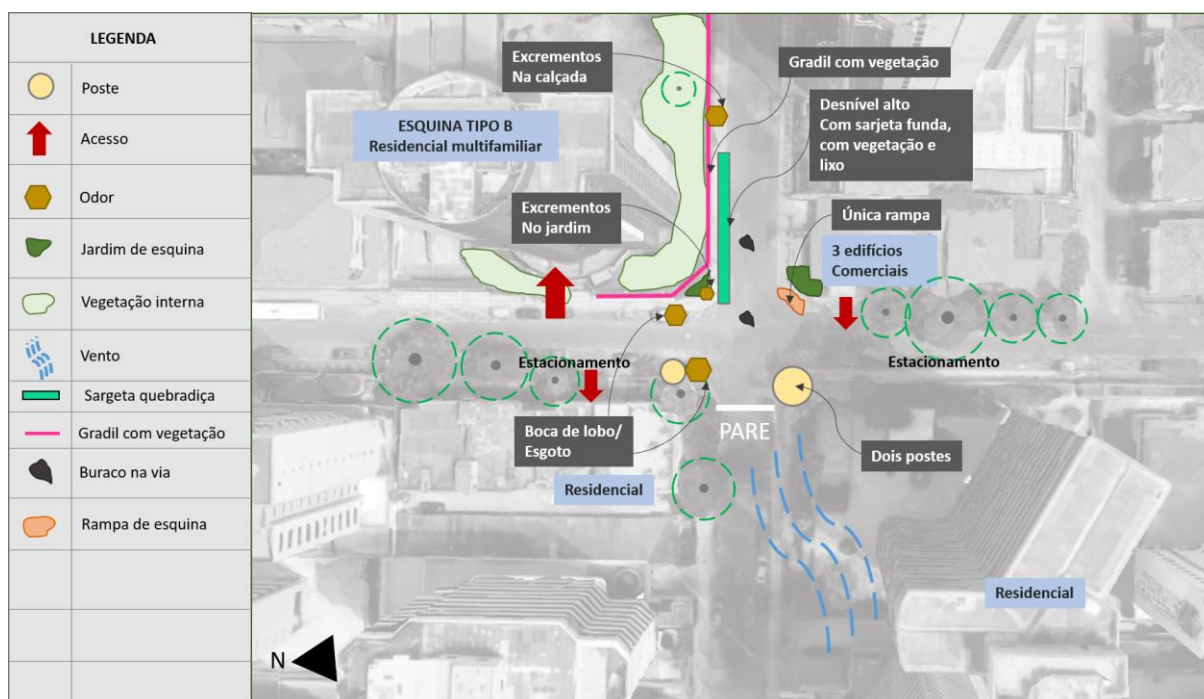 LEGENDA
Poste
Acesso
Odor
Jardim de esquina
Vegetação interna
Vento
Sargeta quebradiça
Gradil com vegetação
Buraco na via
Rampa de esquina
Excrementos
Na calçada
Gradil com vegetação
Desnível alto
Com sarjeta funda,
com vegetação e
lixo
ESQUINA TIPO B
Residencial multifamiliar
Excrementos
No jardim
Única rampa
3 edifícios
Comerciais
Estacionamento
Estacionamento
Boca de lobo/
Esgoto
PARE
Dois postes
Residencial
Residencial
N